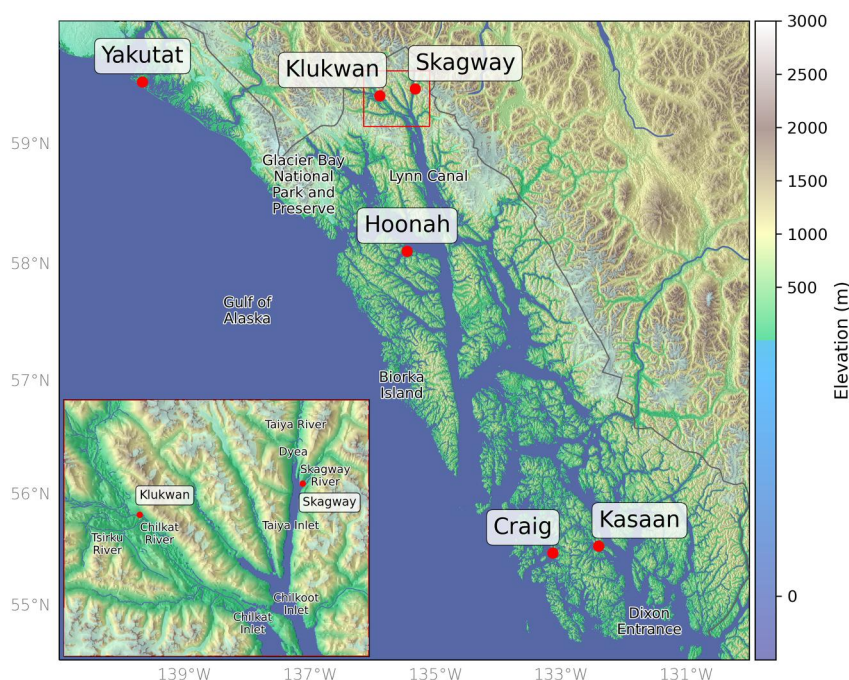 Yakutat
Klukwan
Skagway
Glacier Bay
National
Park and
Preserve
Lynn Canal
Hoonah
Gulf of
Alaska
Biorka
Island
Craig
Kasaan
Dixon
Entrance
Taiya River
Dyea
Skagway
River
Klukwan
Skagway
Chilkat
River
Tsirku
River
Taiya Inlet
Chilkoot
Inlet
Chilkat
Inlet
59°N
58°N
57°N
56°N
55°N
139°W
137°W
135°W
133°W
131°W
3000
2500
2000
1500
1000
500
0
Elevation (m)